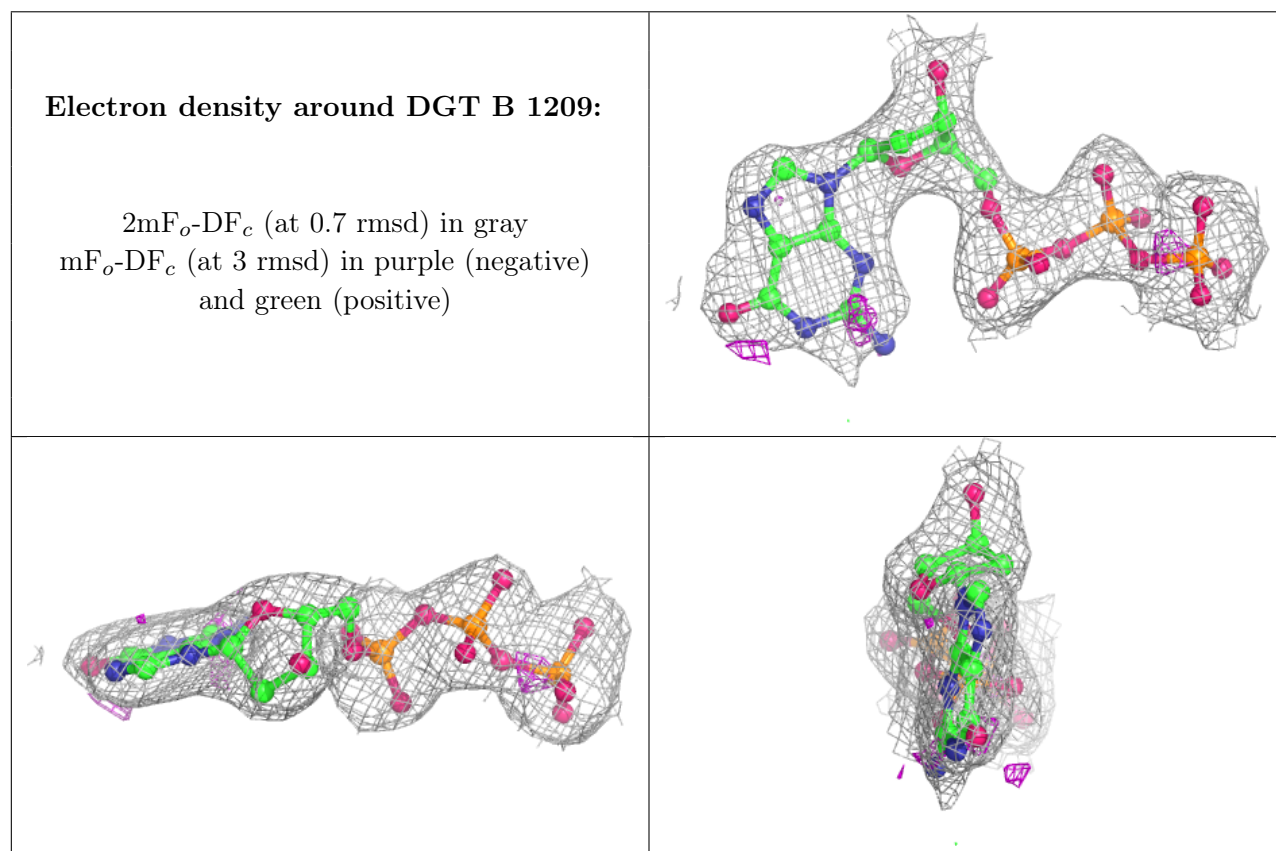 Electron density around DGT B 1209:
2mFo-DFc (at 0.7 rmsd) in gray
mFo-DFc (at 3 rmsd) in purple (negative)
and green (positive)